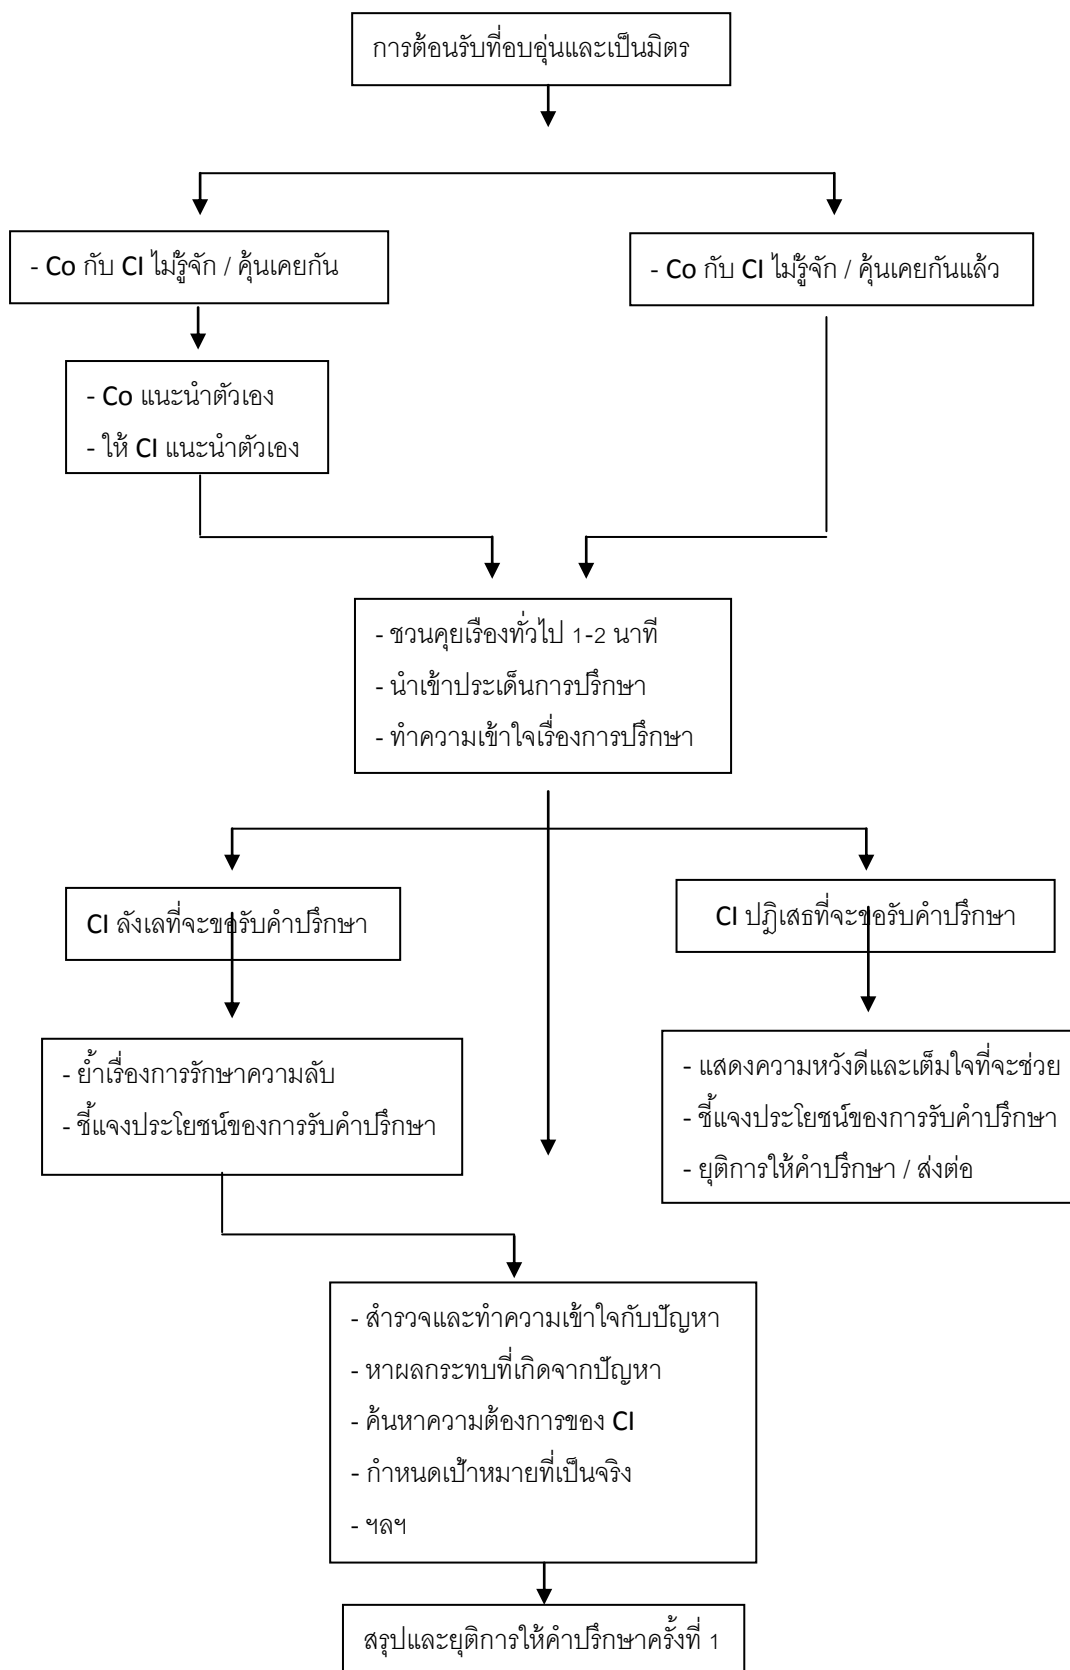 การต้อนรับที่อบอุ่นและเป็นมิตร
- Co กับ CI ไม่รู้จัก / คุ้นเคยกัน
- Co กับ CI ไม่รู้จัก / คุ้นเคยกันแล้ว
- Co แนะนำตัวเอง
- ให้ CI แนะนำตัวเอง
- ชวนคุยเรื่องทั่วไป 1-2 นาที
- นำเข้าประเด็นการปรึกษา
- ทำความเข้าใจเรื่องการปรึกษา
CI ลังเลที่จะขอรับคำปรึกษา
CI ปฎิเสธที่จะขอรับคำปรึกษา
- ย้ำเรื่องการรักษาความลับ
- ชี้แจงประโยชน์ของการรับคำปรึกษา
- แสดงความหวังดีและเต็มใจที่จะช่วย
- ชี้แจงประโยชน์ของการรับคำปรึกษา
- ยุติการให้คำปรึกษา / ส่งต่อ
- สำรวจและทำความเข้าใจกับปัญหา
- หาผลกระทบที่เกิดจากปัญหา
- ค้นหาความต้องการของ CI
- กำหนดเป้าหมายที่เป็นจริง
- ฯลฯ
สรุปและยุติการให้คำปรึกษาครั้งที่ 1